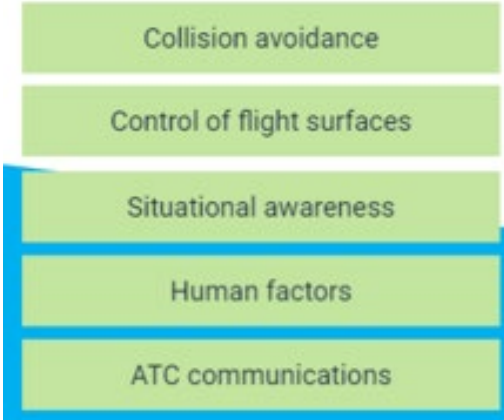 Collision avoidance
Control of flight surfaces
Situational awareness
Human factors
ATC communications